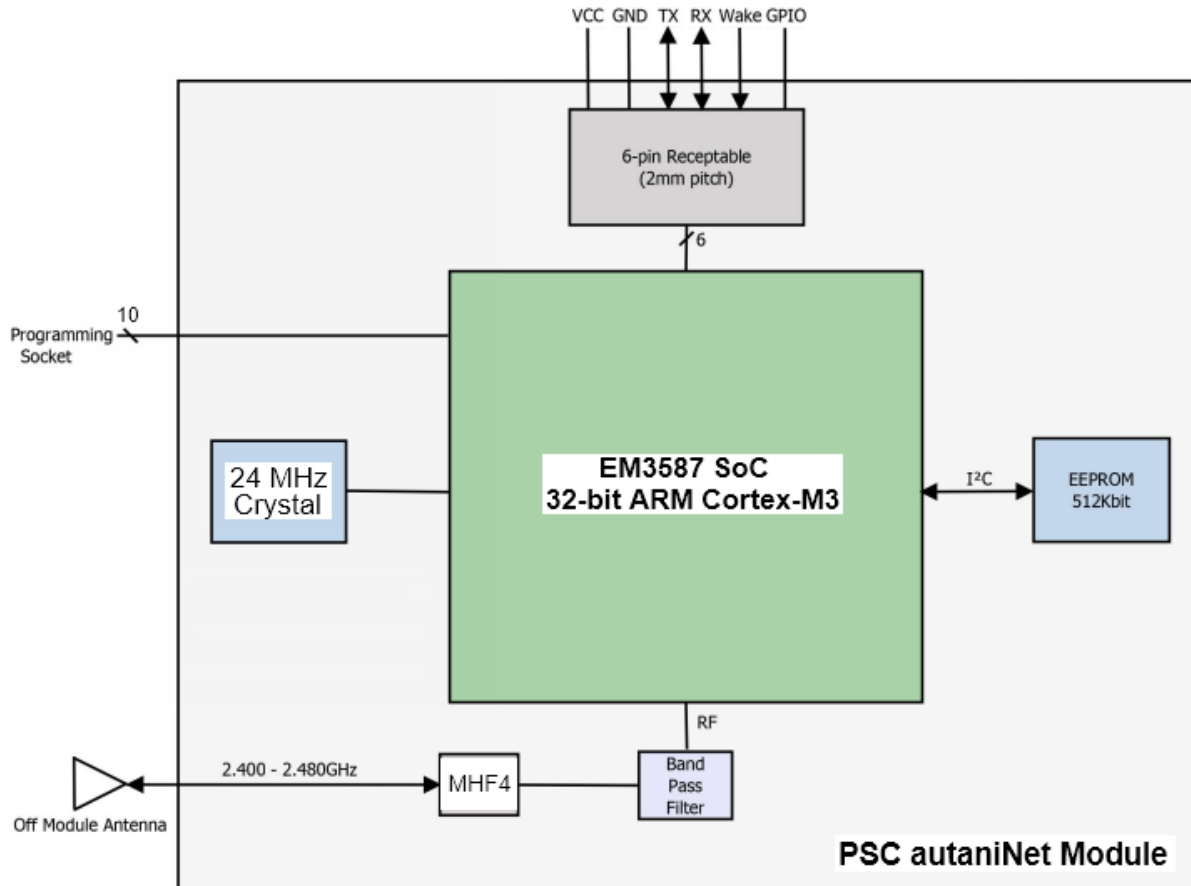 VCC GND TX RX Wake GPIO
6-pin Receptable
(2mm pitch)
6
10
Programming
Socket
24 MHz
Crystal
EM3587 SoC
32-bit ARM Cortex-M3
I²C
EEPROM
512Kbit
RF
2.400 - 2.480GHz
MHF4
Band
Pass
Filter
Off Module Antenna
PSC autaniNet Module